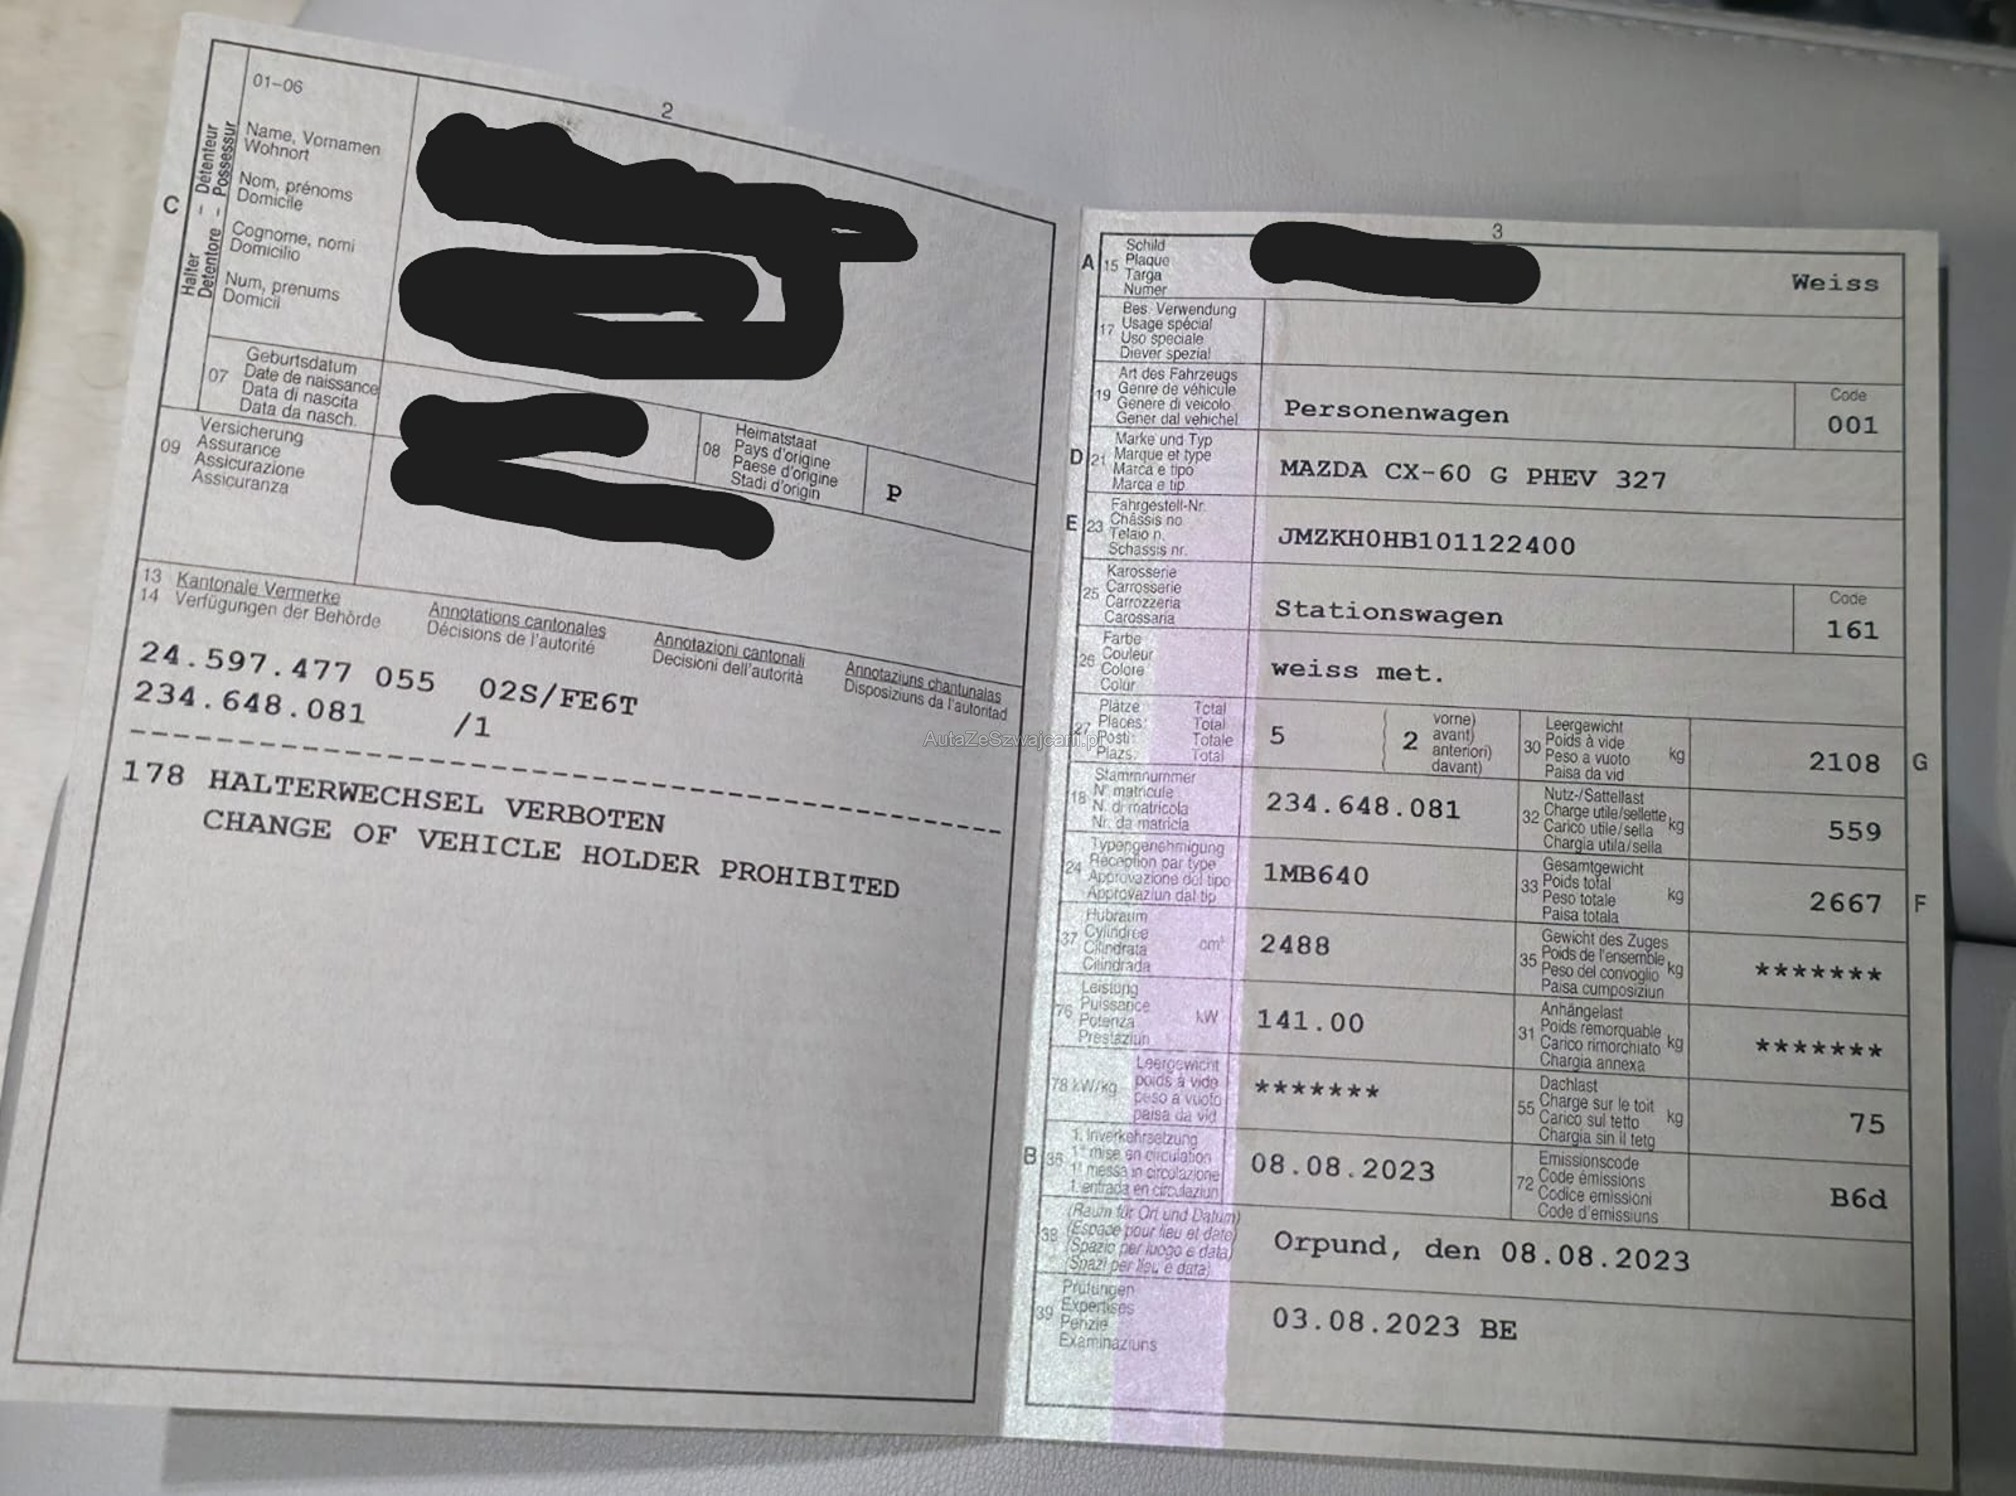 2
01-06
C
Halter - Détenteur
Detentore - Possessur
Name, Vornamen
Wohnort
Nom, prénoms
Domicile
Cognome, nomi
Domicilio
Num, prenums
Domicil
07
Geburtsdatum
Date de naissance
Data di nascita
Data da nasch.
08
Heimatstaat
Pays d'origine
Paese d'origine
Stadi d'origin
P
09
Versicherung
Assurance
Assicurazione
Assicuranza
13 Kantonale Vermerke
14 Verfügungen der Behörde
Annotations cantonales
Décisions de l'autorité
Annotazioni cantonali
Decisioni dell'autorità
Annotaziuns chantunalas
Disposiziuns da l'autoritad
24.597.477 055 02S/FE6T
234.648.081 /1
178 HALTERWECHSEL VERBOTEN
CHANGE OF VEHICLE HOLDER PROHIBITED
AutaZeSzwajcarii.pl
3
A 15
Schild
Plaque
Targa
Numer
Weiss
17
Bes. Verwendung
Usage spécial
Uso speciale
Diever spezial
19
Art des Fahrzeugs
Genre de véhicule
Genere di veicolo
Gener dal vehichel
Personenwagen
Code
001
D 21
Marke und Typ
Marque et type
Marca e tipo
Marca e tip
MAZDA CX-60 G PHEV 327
E 23
Fahrgestell-Nr.
Châssis no
Telaio n.
Schassis nr.
JMZKH0HB101122400
25
Karosserie
Carrosserie
Carrozzeria
Carossaria
Stationswagen
Code
161
26
Farbe
Couleur
Colore
Colur
weiss met.
27
Plätze Total
Places: Total
Posti: Totale
Plazs: Total
5
2
vorne)
avant)
anteriori)
davant)
30
Leergewicht
Poids à vide
Peso a vuoto
Paisa da vid
kg
2108
G
18
Stammnummer
N° matricule
N. di matricola
Nr. da matricla
234.648.081
32
Nutz-/Sattellast
Charge utile/sellette
Carico utile/sella
Chargia utila/sella
kg
559
24
Typengenehmigung
Réception par type
Approvazione del tipo
Approvaziun dal tip
1MB640
33
Gesamtgewicht
Poids total
Peso totale
Paisa totala
kg
2667
F
37
Hubraum
Cylindrée
Cilindrata
Cilindrada
cm³
2488
35
Gewicht des Zuges
Poids de l'ensemble
Peso del convoglio
Paisa cumposiziun
kg
*******
76
Leistung
Puissance
Potenza
Prestaziun
kW
141.00
31
Anhängelast
Poids remorquable
Carico rimorchiato
Chargia annexa
kg
*******
78 kW/kg
Leergewicht
poids à vide
peso a vuoto
paisa da vid
*******
55
Dachlast
Charge sur le toit
Carico sul tetto
Chargia sin il tetg
kg
75
B 36
1. Inverkehrsetzung
1re mise en circulation
1a messa in circolazione
1. entrada en circulaziun
08.08.2023
72
Emissionscode
Code émissions
Codice emissioni
Code d'emissiuns
B6d
38
(Raum für Ort und Datum)
(Espace pour lieu et date)
(Spazio per luogo e data)
(Spazi per lieu e data)
Orpund, den 08.08.2023
39
Prüfungen
Expertises
Perizie
Examinaziuns
03.08.2023 BE